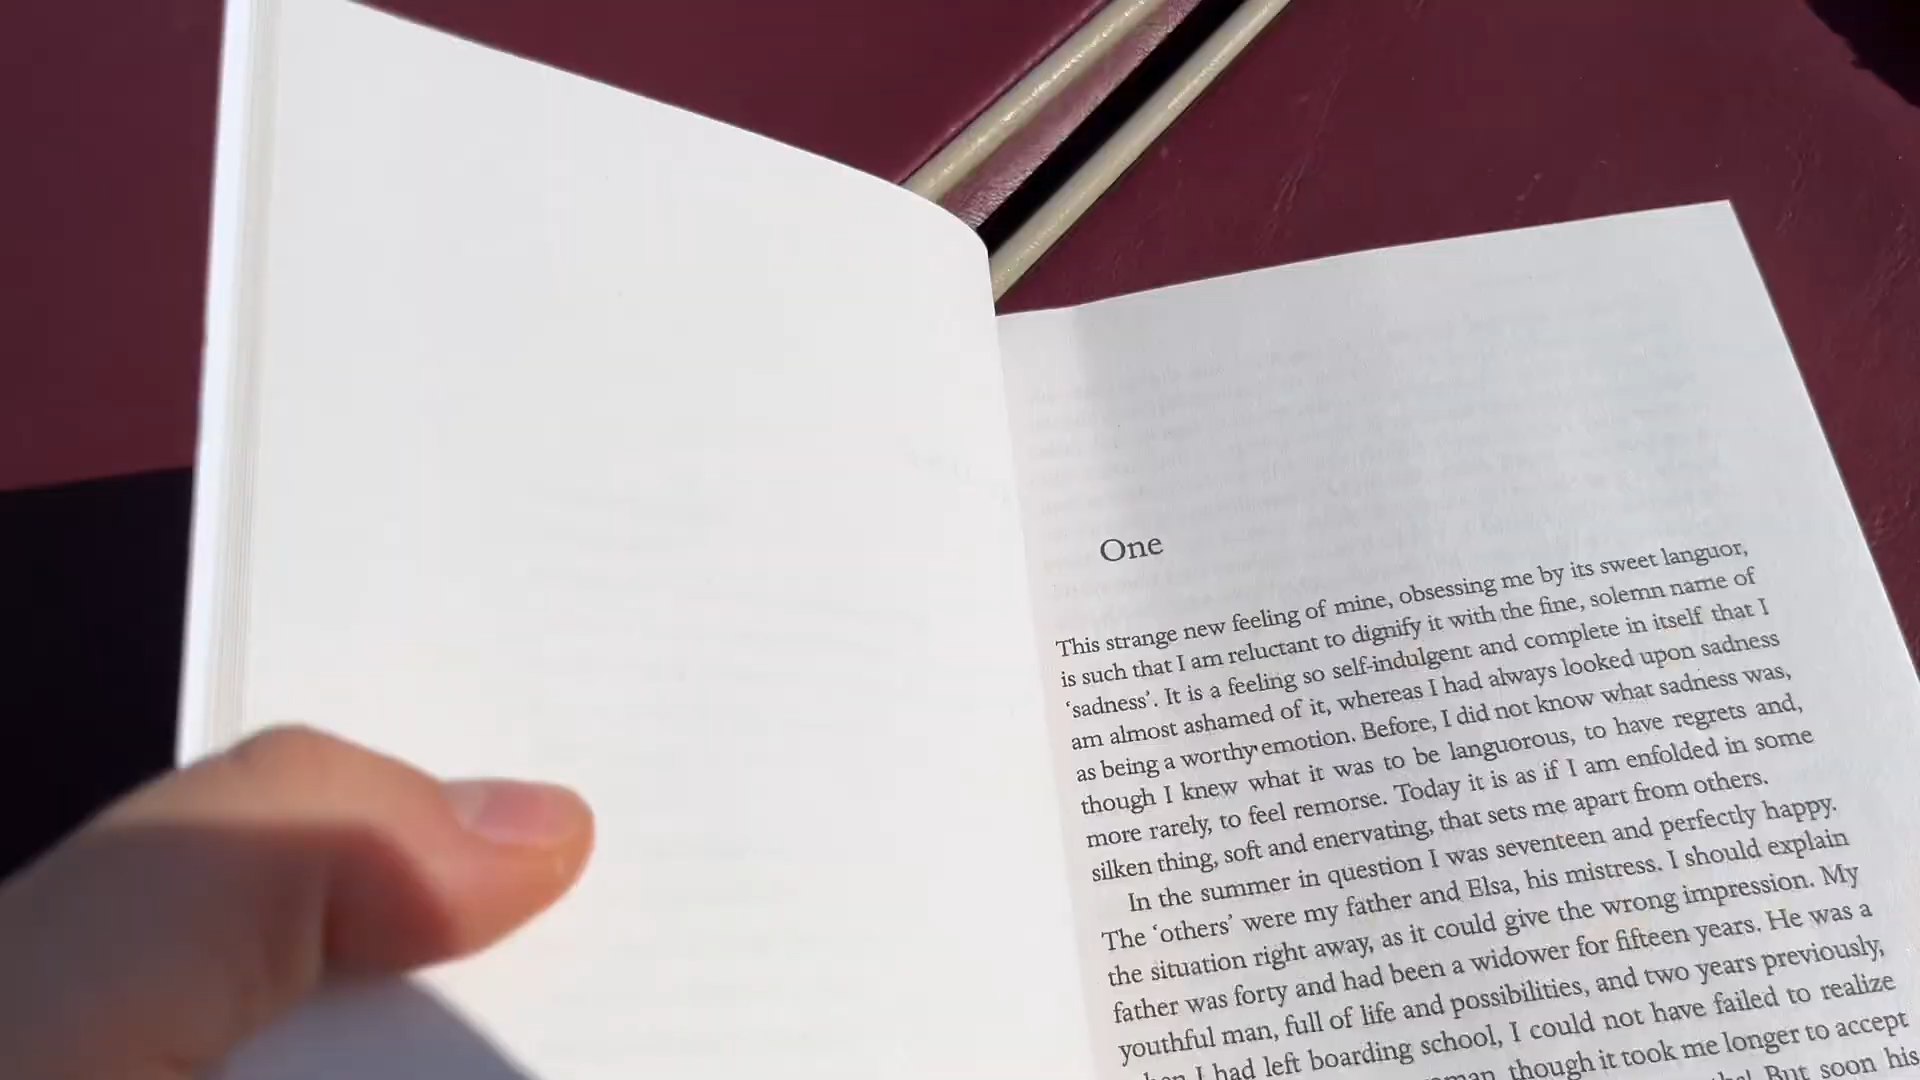 One
This strange new feeling of mine, obsessing me by its sweet languor,
is such that I am reluctant to dignify it with the fine, solemn name of
‘sadness’. It is a feeling so self-indulgent and complete in itself that I
am almost ashamed of it, whereas I had always looked upon sadness
as being a worthy emotion. Before, I did not know what sadness was,
though I knew what it was to be languorous, to have regrets and,
more rarely, to feel remorse. Today it is as if I am enfolded in some
silken thing, soft and enervating, that sets me apart from others.
In the summer in question I was seventeen and perfectly happy.
The ‘others’ were my father and Elsa, his mistress. I should explain
the situation right away, as it could give the wrong impression. My
father was forty and had been a widower for fifteen years. He was a
youthful man, full of life and possibilities, and two years previously,
I had left boarding school, I could not have failed to realize
though it took me longer to accept
But soon his